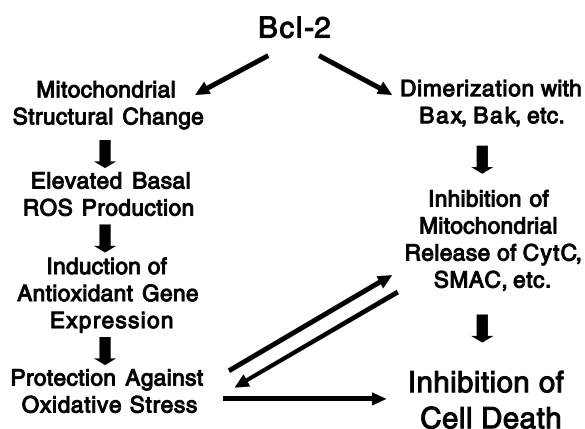 Bcl-2
Mitochondrial
Structural Change
Elevated Basal
ROS Production
Induction of
Antioxidant Gene
Expression
Protection Against
Oxidative Stress
Dimerization with
Bax, Bak, etc.
Inhibition of
Mitochondrial
Release of CytC,
SMAC, etc.
Inhibition of
Cell Death